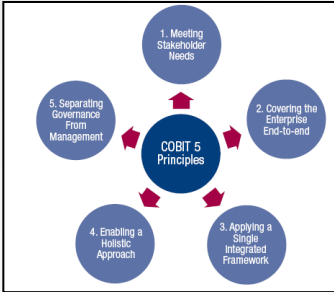 1. Meeting
Stakeholder
Needs
5. Separating
Governance
From
Management
2. Covering the
Enterprise
End-to-end
COBIT 5
Principles
4. Enabling a
Holistic
Approach
3. Applying a
Single
Integrated
Framework